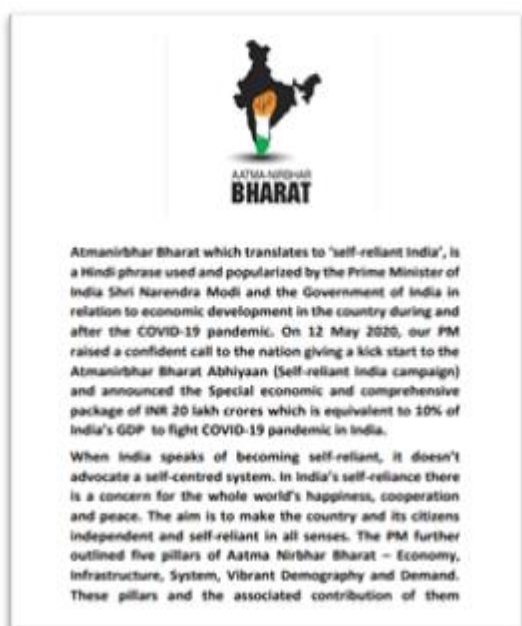 AATMA-NIRBHAR
BHARAT
Atmanirbhar Bharat which translates to 'self-reliant India', is
a Hindi phrase used and popularized by the Prime Minister of
India Shri Narendra Modi and the Government of India in
relation to economic development in the country during and
after the COVID-19 pandemic. On 12 May 2020, our PM
raised a confident call to the nation giving a kick start to the
Atmanirbhar Bharat Abhiyaan (Self-reliant India campaign)
and announced the Special economic and comprehensive
package of INR 20 lakh crores which is equivalent to 10% of
India's GDP to fight COVID-19 pandemic in India.
When India speaks of becoming self-reliant, it doesn't
advocate a self-centred system. In India's self-reliance there
is a concern for the whole world's happiness, cooperation
and peace. The aim is to make the country and its citizens
independent and self-reliant in all senses. The PM further
outlined five pillars of Aatma Nirbhar Bharat – Economy,
Infrastructure, System, Vibrant Demography and Demand.
These pillars and the associated contribution of them